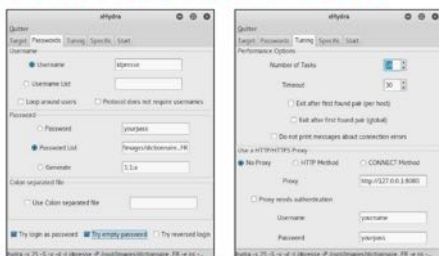 xHydra
Quitter
Target Passwords Tuning Specific Start
Username
Username
Username List
Loop around users Protocol does not require usernames
Password
Password yourpass
Password List
Generate 1:1:a
Colon separated file
Use Colon separated file
Try login as password Try empty password Try reversed login
xHydra
Quitter
Target Passwords Tuning Specific Start
Performance Options
Number of Tasks
Timeout 30
Exit after first found pair (per host)
Exit after first found pair (global)
Do not print messages about connection errors
Use a HTTP/HTTPS Proxy
No Proxy HTTP Method CONNECT Method
Proxy http://127.0.0.1:8080
Proxy needs authentication
Username yourname
Password yourpass